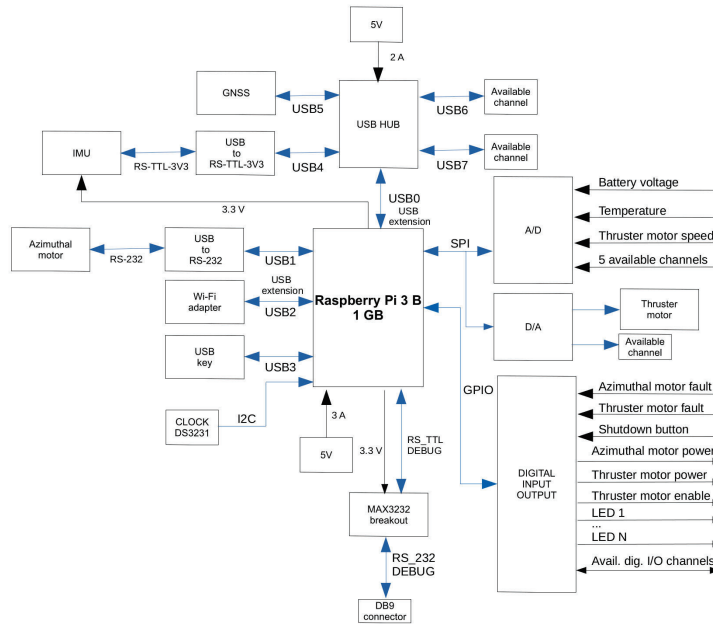 5V
2 A
GNSS
USB5
USB HUB
USB6
Available
channel
IMU
RS-TTL-3V3
USB
to
RS-TTL-3V3
USB4
USB7
Available
channel
3.3 V
USB0
USB
extension
Azimuthal
motor
RS-232
USB
to
RS-232
USB1
SPI
A/D
Battery voltage
Temperature
Thruster motor speed
5 available channels
Wi-Fi
adapter
USB
extension
USB2
Raspberry Pi 3 B
1 GB
D/A
Thruster
motor
Available
channel
USB
key
USB3
GPIO
CLOCK
DS3231
I2C
3 A
5V
3.3 V
RS_TTL
DEBUG
DIGITAL
INPUT
OUTPUT
Azimuthal motor fault
Thruster motor fault
Shutdown button
Azimuthal motor power
Thruster motor power
Thruster motor enable
LED 1
...
LED N
Avail. dig. I/O channels
MAX3232
breakout
RS_232
DEBUG
DB9
connector